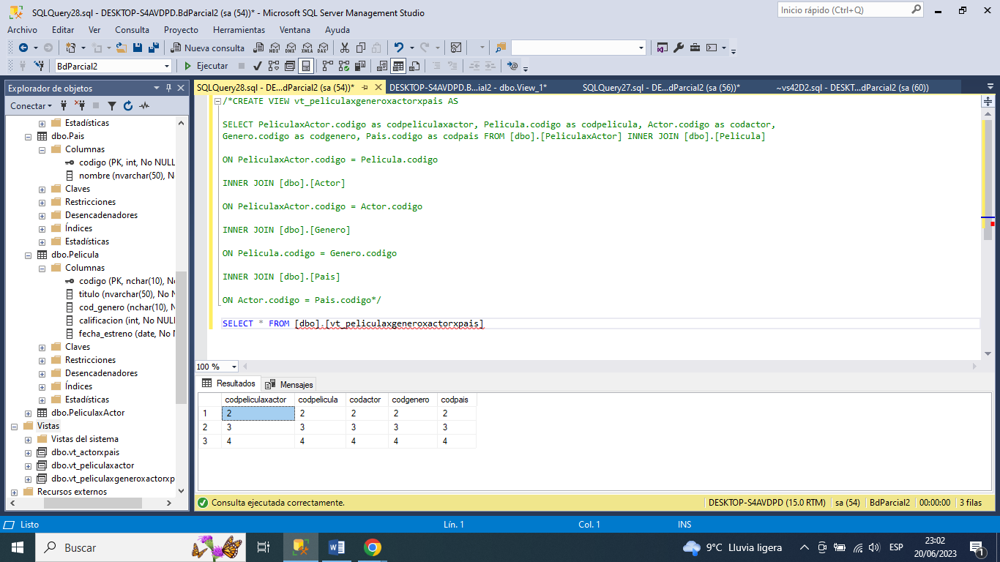 SQLQuery28.sql - DESKTOP-S4AVDPD.BdParcial2 (sa (54))* - Microsoft SQL Server Management Studio
Inicio rápido (Ctrl+Q)
Archivo Editar Ver Consulta Proyecto Herramientas Ventana Ayuda
Nueva consulta
MDX DMX XMLA DAX
BdParcial2
Ejecutar
Explorador de objetos
Conectar
Estadísticas
dbo.Pais
Columnas
codigo (PK, int, No NULL
nombre (nvarchar(50), N
Claves
Restricciones
Desencadenadores
Índices
Estadísticas
dbo.Pelicula
Columnas
codigo (PK, nchar(10), N
titulo (nvarchar(50), No N
cod_genero (nchar(10), N
calificacion (int, No NULL
fecha_estreno (date, No N
Claves
Restricciones
Desencadenadores
Índices
Estadísticas
dbo.PeliculaxActor
Vistas
Vistas del sistema
dbo.vt_actorxpais
dbo.vt_peliculaxactor
dbo.vt_peliculaxgeneroxactorxp
Recursos externos
SQLQuery28.sql - DE...dParcial2 (sa (54))*
DESKTOP-S4AVDPD.B...ial2 - dbo.View_1*
SQLQuery27.sql - DE...dParcial2 (sa (56))*
~vs42D2.sql - DESKT...dParcial2 (sa (60))
/*CREATE VIEW vt_peliculaxgeneroxactorxpais AS
SELECT PeliculaxActor.codigo as codpeliculaxactor, Pelicula.codigo as codpelicula, Actor.codigo as codactor,
Genero.codigo as codgenero, Pais.codigo as codpais FROM [dbo].[PeliculaxActor] INNER JOIN [dbo].[Pelicula]
ON PeliculaxActor.codigo = Pelicula.codigo
INNER JOIN [dbo].[Actor]
ON PeliculaxActor.codigo = Actor.codigo
INNER JOIN [dbo].[Genero]
ON Pelicula.codigo = Genero.codigo
INNER JOIN [dbo].[Pais]
ON Actor.codigo = Pais.codigo*/
SELECT * FROM [dbo].[vt_peliculaxgeneroxactorxpais]
100 %
Resultados Mensajes
codpeliculaxactor codpelicula codactor codgenero codpais
1 2 2 2 2 2
2 3 3 3 3 3
3 4 4 4 4 4
Consulta ejecutada correctamente.
DESKTOP-S4AVDPD (15.0 RTM) sa (54) BdParcial2 00:00:00 3 filas
Listo Lín. 1 Col. 1 INS
Buscar
9°C Lluvia ligera
ESP
23:02
20/06/2023
1